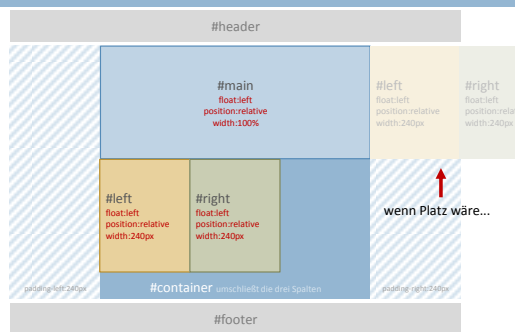 #header
#main
float:left
position:relative
width:100%
#left
float:left
position:relative
width:240px
#right
float:left
position:rela
width:240px
#left
float:left
position:relative
width:240px
#right
float:left
position:relative
width:240px
wenn Platz wäre...
padding-left:240px
#container umschließt die drei Spalten
padding-right:240px
#footer